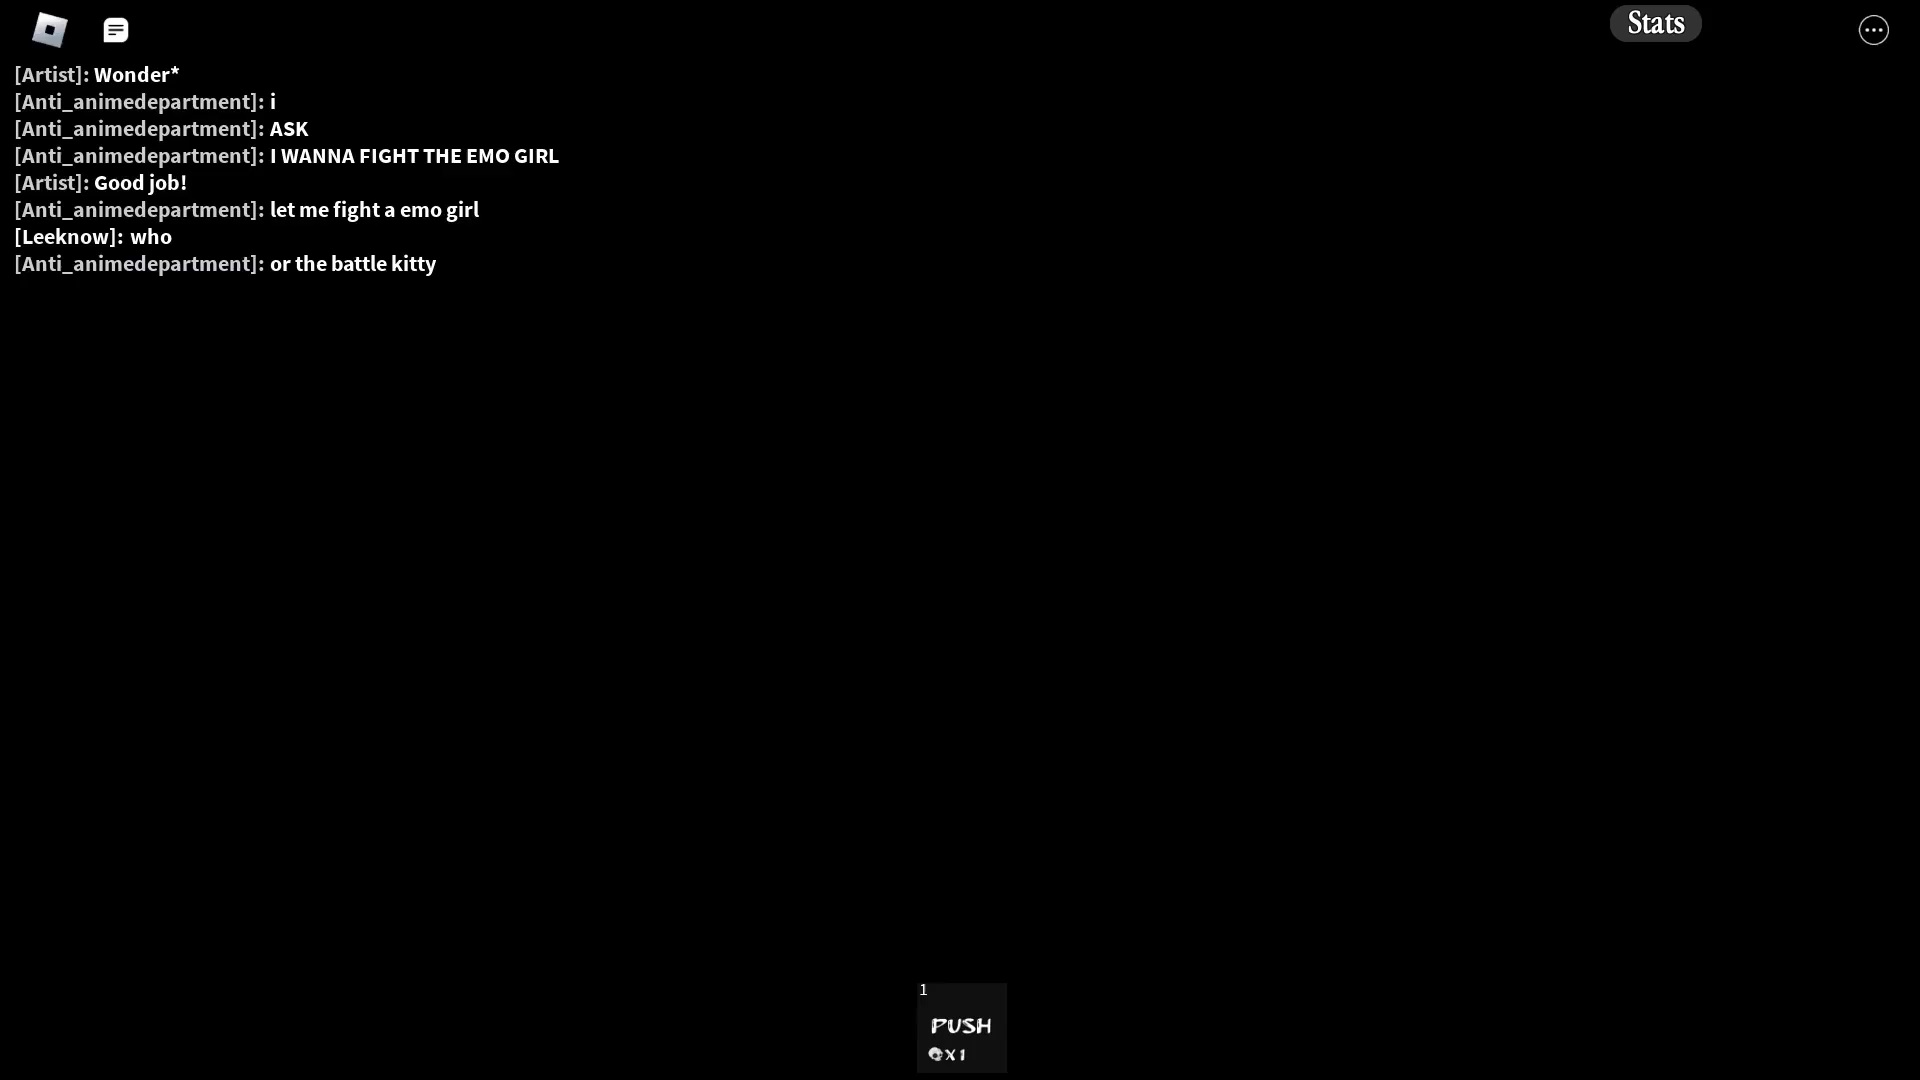 Stats
[Artist]: Wonder*
[Anti_animedepartment]: i
[Anti_animedepartment]: ASK
[Anti_animedepartment]: I WANNA FIGHT THE EMO GIRL
[Artist]: Good job!
[Anti_animedepartment]: let me fight a emo girl
[Leeknow]: who
[Anti_animedepartment]: or the battle kitty
1
PUSH
X1